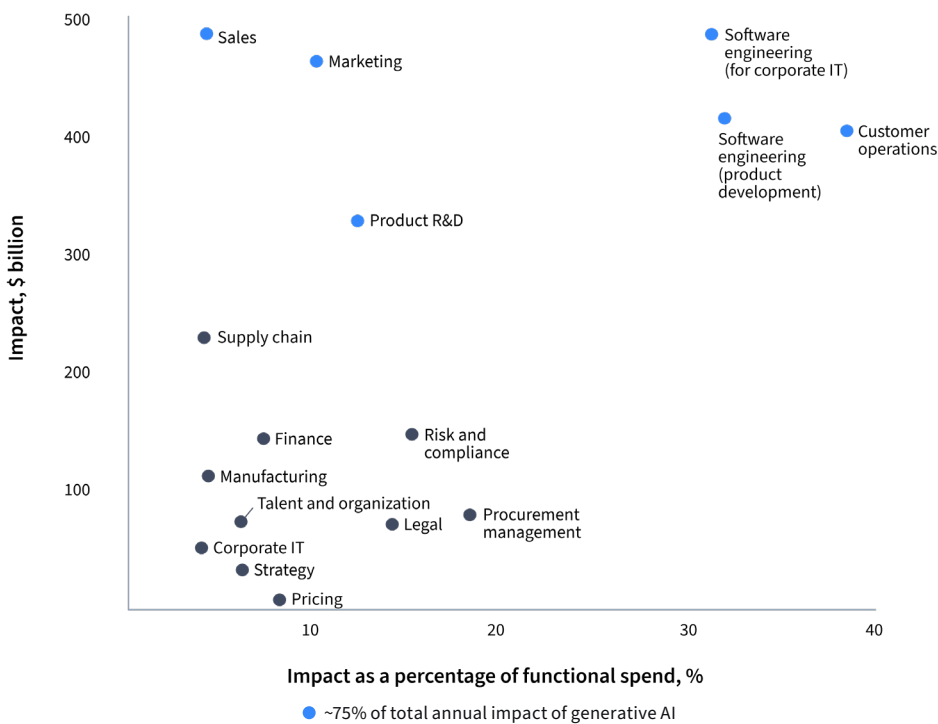 500
Sales
Software
engineering
(for corporate IT)
Marketing
400
Customer
operations
Software
engineering
(product
development)
Product R&D
300
Impact, $ billion
Supply chain
200
Finance
Risk and
compliance
Manufacturing
100
Talent and organization
Legal
Procurement
management
Corporate IT
Strategy
Pricing
10
20
30
40
Impact as a percentage of functional spend, %
~75% of total annual impact of generative AI